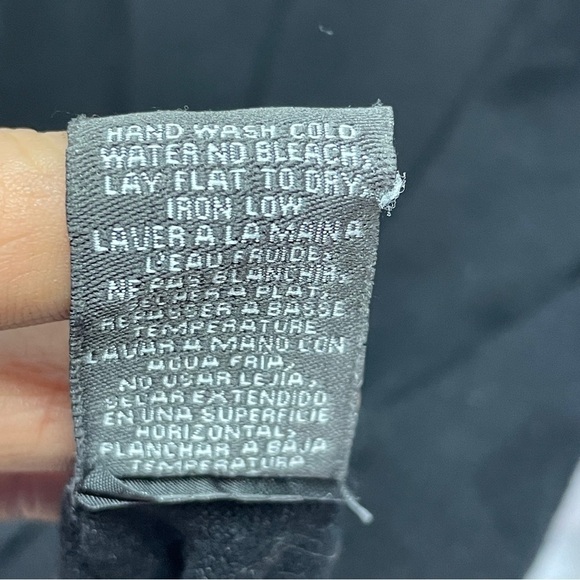 HAND WASH COLD
WATER NO BLEACH,
LAY FLAT TO DRY,
IRON LOW
LAVER A LA MAIN A
L'EAU FROIDE,
NE PAS BLANCHIR,
SECHER A PLAT,
REPASSER A BASSE
TEMPERATURE
LAVAR A MANO CON
AGUA FRIA,
NO USAR LEJIA,
SECAR EXTENDIDO
EN UNA SUPERFICIE
HORIZONTAL,
PLANCHAR A BAJA
TEMPERATURA